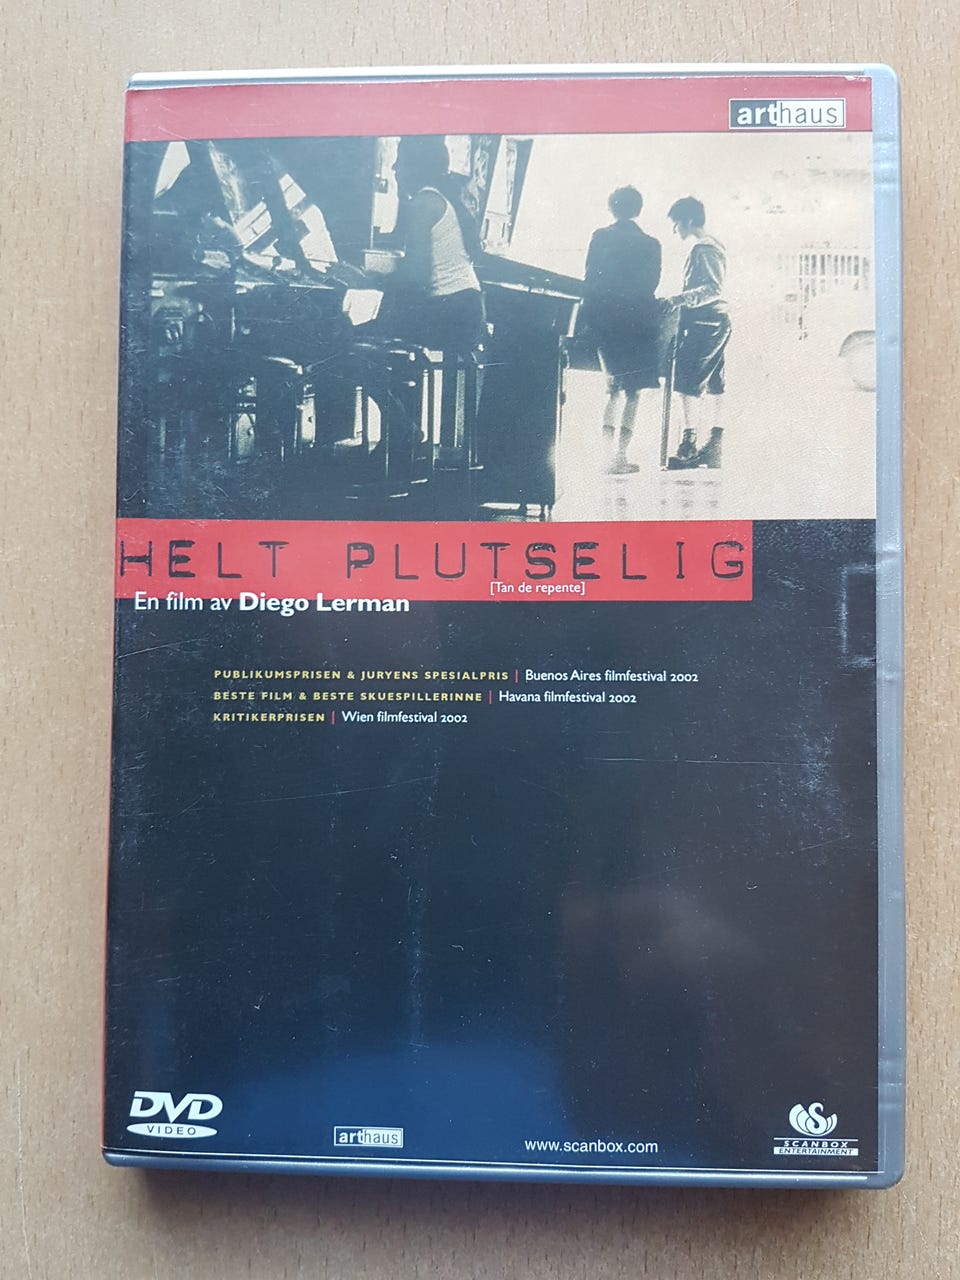 arthaus
HELT PLUTSELIG
[Tan de repente]
En film av Diego Lerman
PUBLIKUMSPRISEN & JURYENS SPESIALPRIS | Buenos Aires filmfestival 2002
BESTE FILM & BESTE SKUESPILLERINNE | Havana filmfestival 2002
KRITIKERPRISEN | Wien filmfestival 2002
DVD
VIDEO
arthaus
www.scanbox.com
S
SCANBOX
ENTERTAINMENT